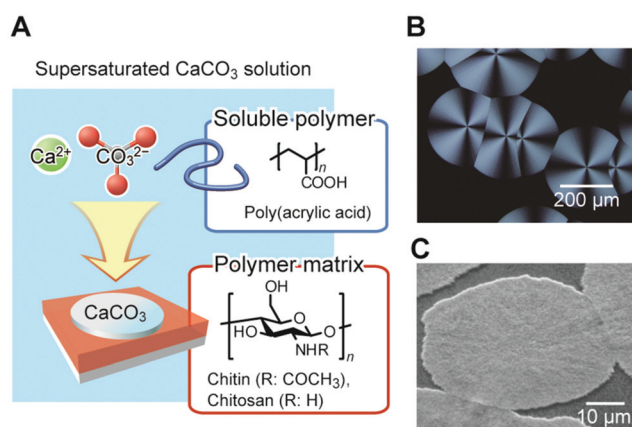 A
Supersaturated CaCO₃ solution
Ca²⁺
CO₃²⁻
Soluble polymer
n
COOH
Poly(acrylic acid)
Polymer matrix
CaCO₃
OH
O
HO
O
NHR
n
Chitin (R: COCH₃),
Chitosan (R: H)
B
200 μm
C
10 μm